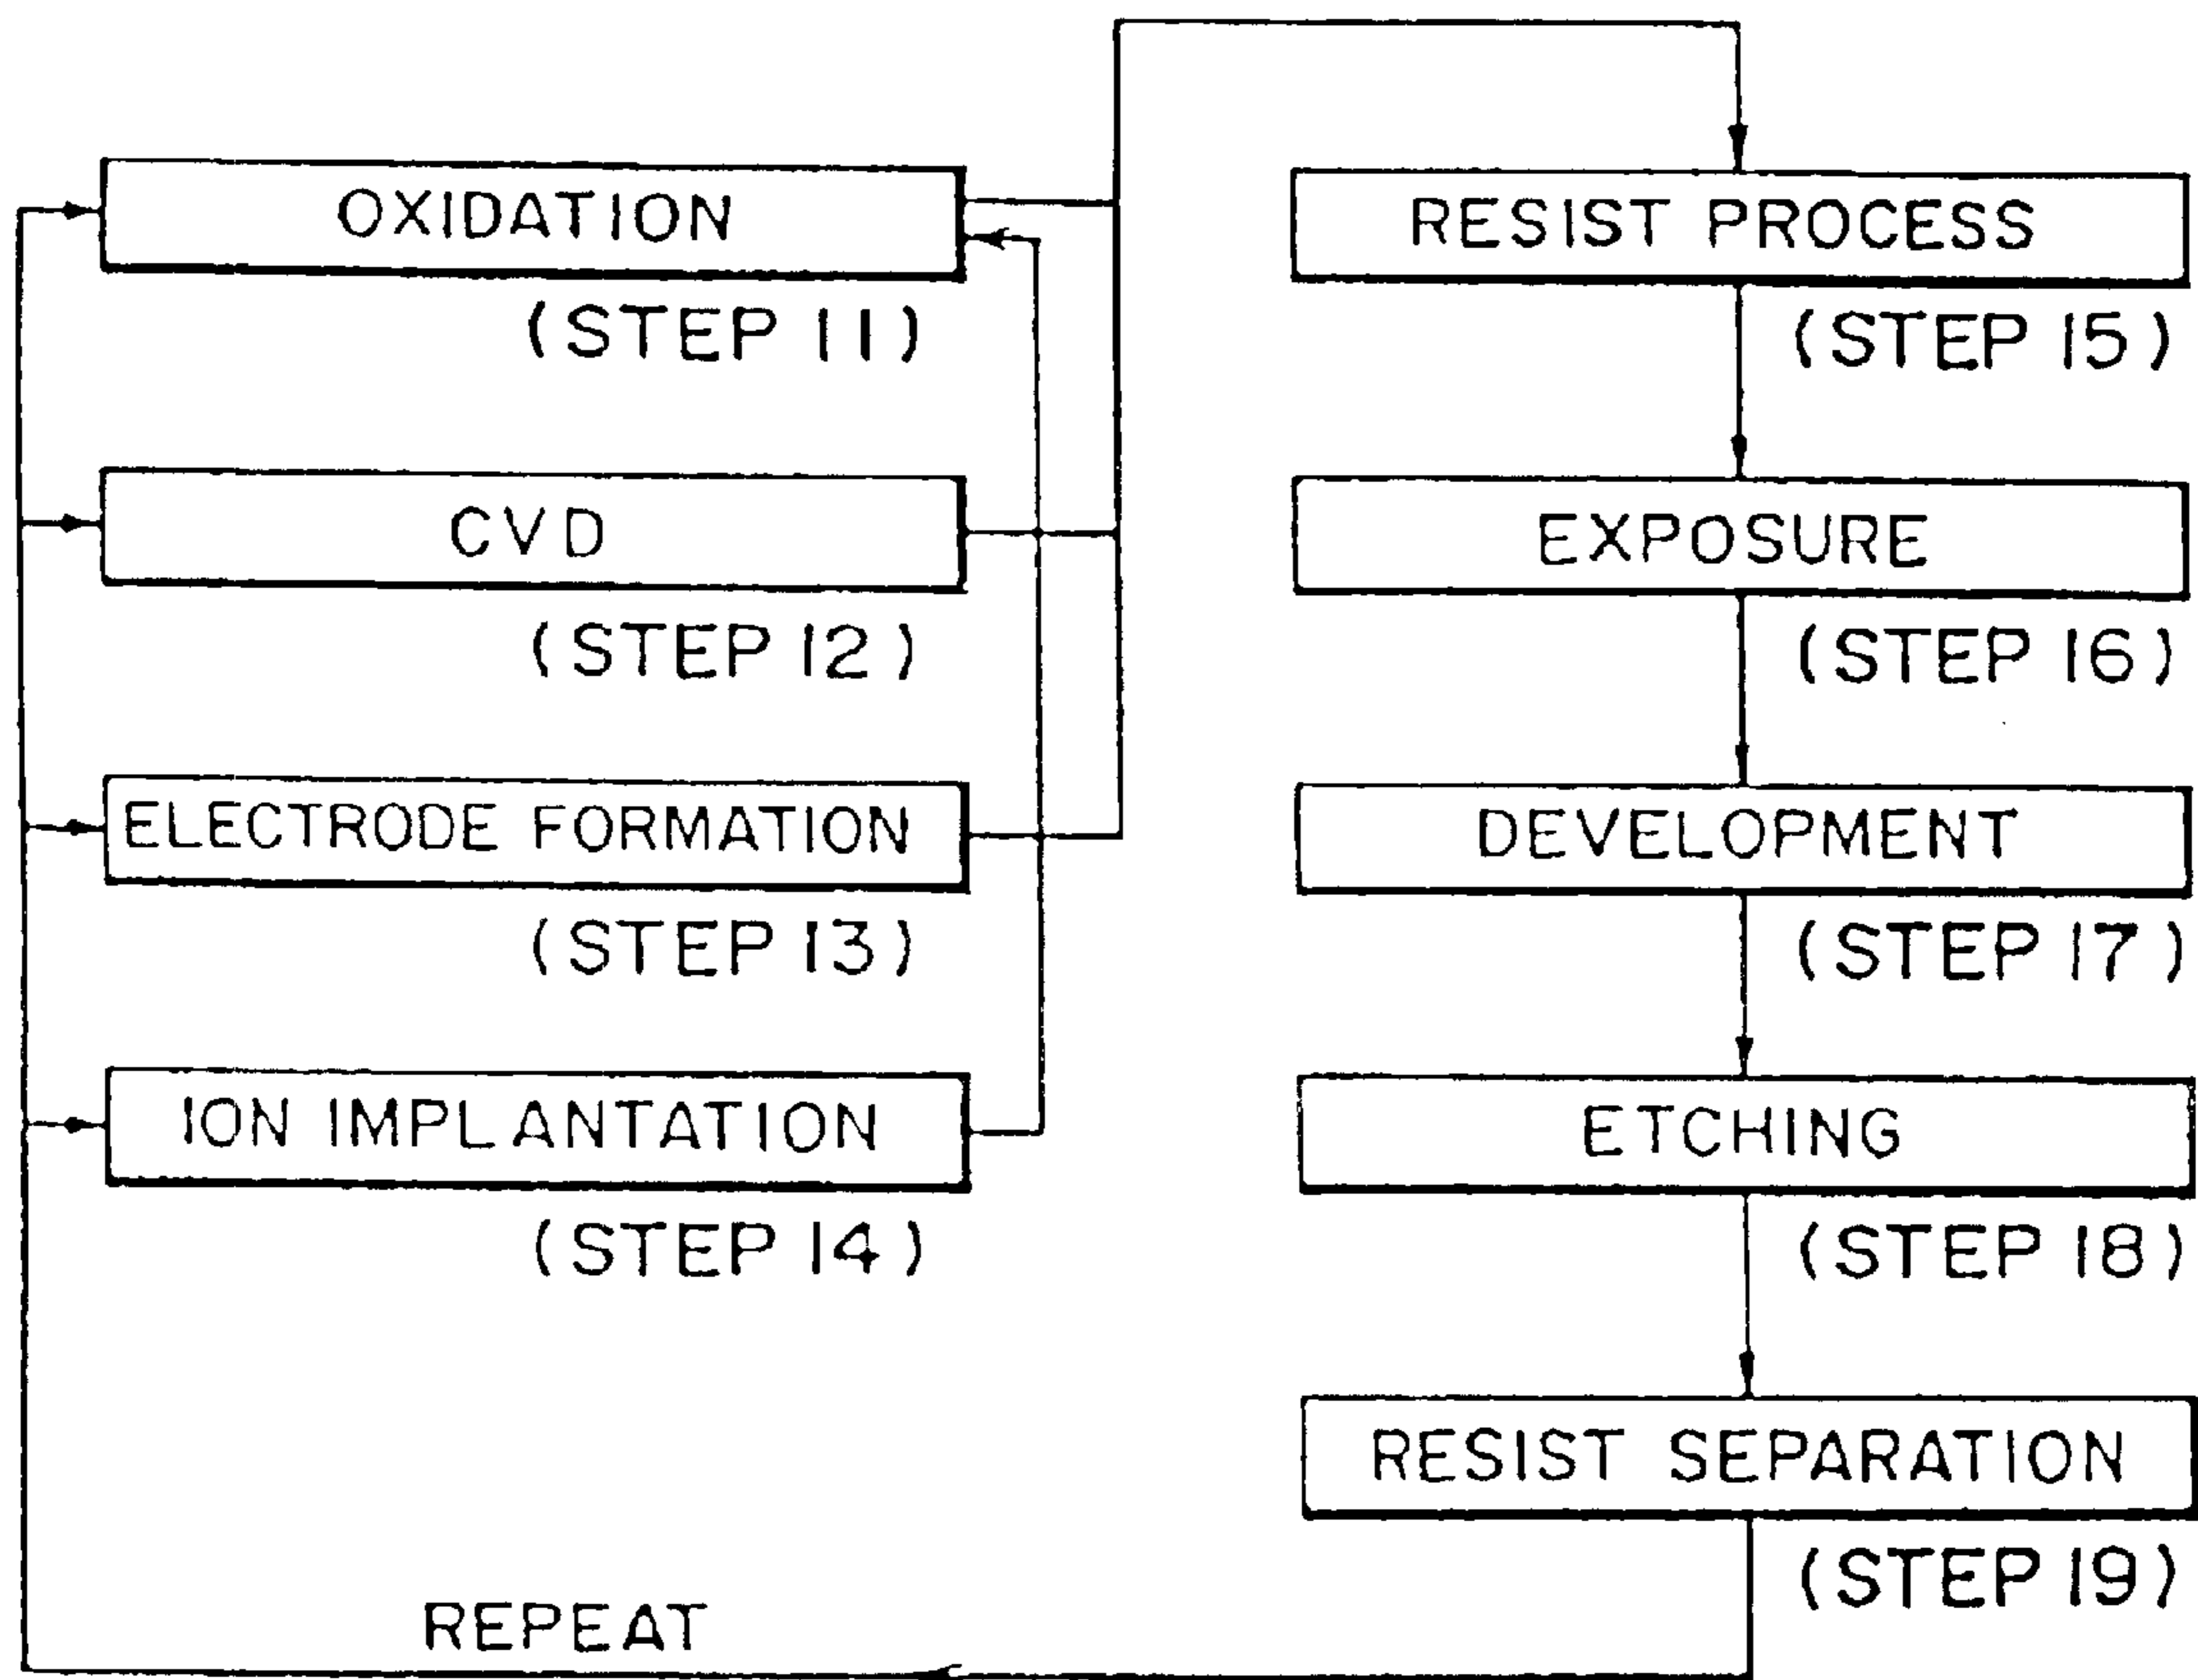 OXIDATION
(STEP 11)
CVD
(STEP 12)
ELECTRODE FORMATION
(STEP 13)
ION IMPLANTATION
(STEP 14)
RESIST PROCESS
(STEP 15)
EXPOSURE
(STEP 16)
DEVELOPMENT
(STEP 17)
ETCHING
(STEP 18)
RESIST SEPARATION
(STEP 19)
REPEAT